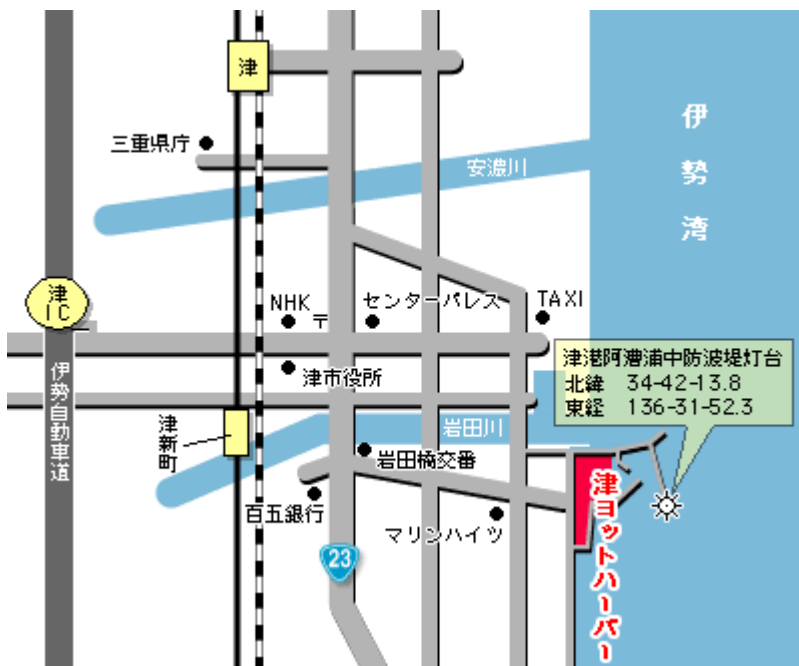 津
伊勢湾
三重県庁
安濃川
津
IC
NHK
〒
センターパレス
TAXI
津港阿漕浦中防波堤灯台
北緯 34-42-13.8
東経 136-31-52.3
津市役所
伊勢自動車道
津新町
岩田川
岩田橋交番
百五銀行
マリンハイツ
津ヨットハーバー
23